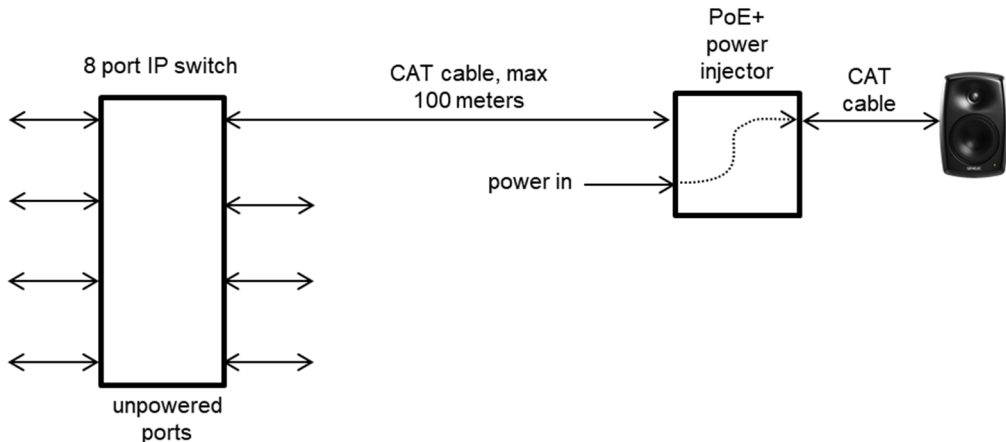 PoE+
power
injector
8 port IP switch
CAT cable, max
100 meters
CAT
cable
power in
unpowered
ports